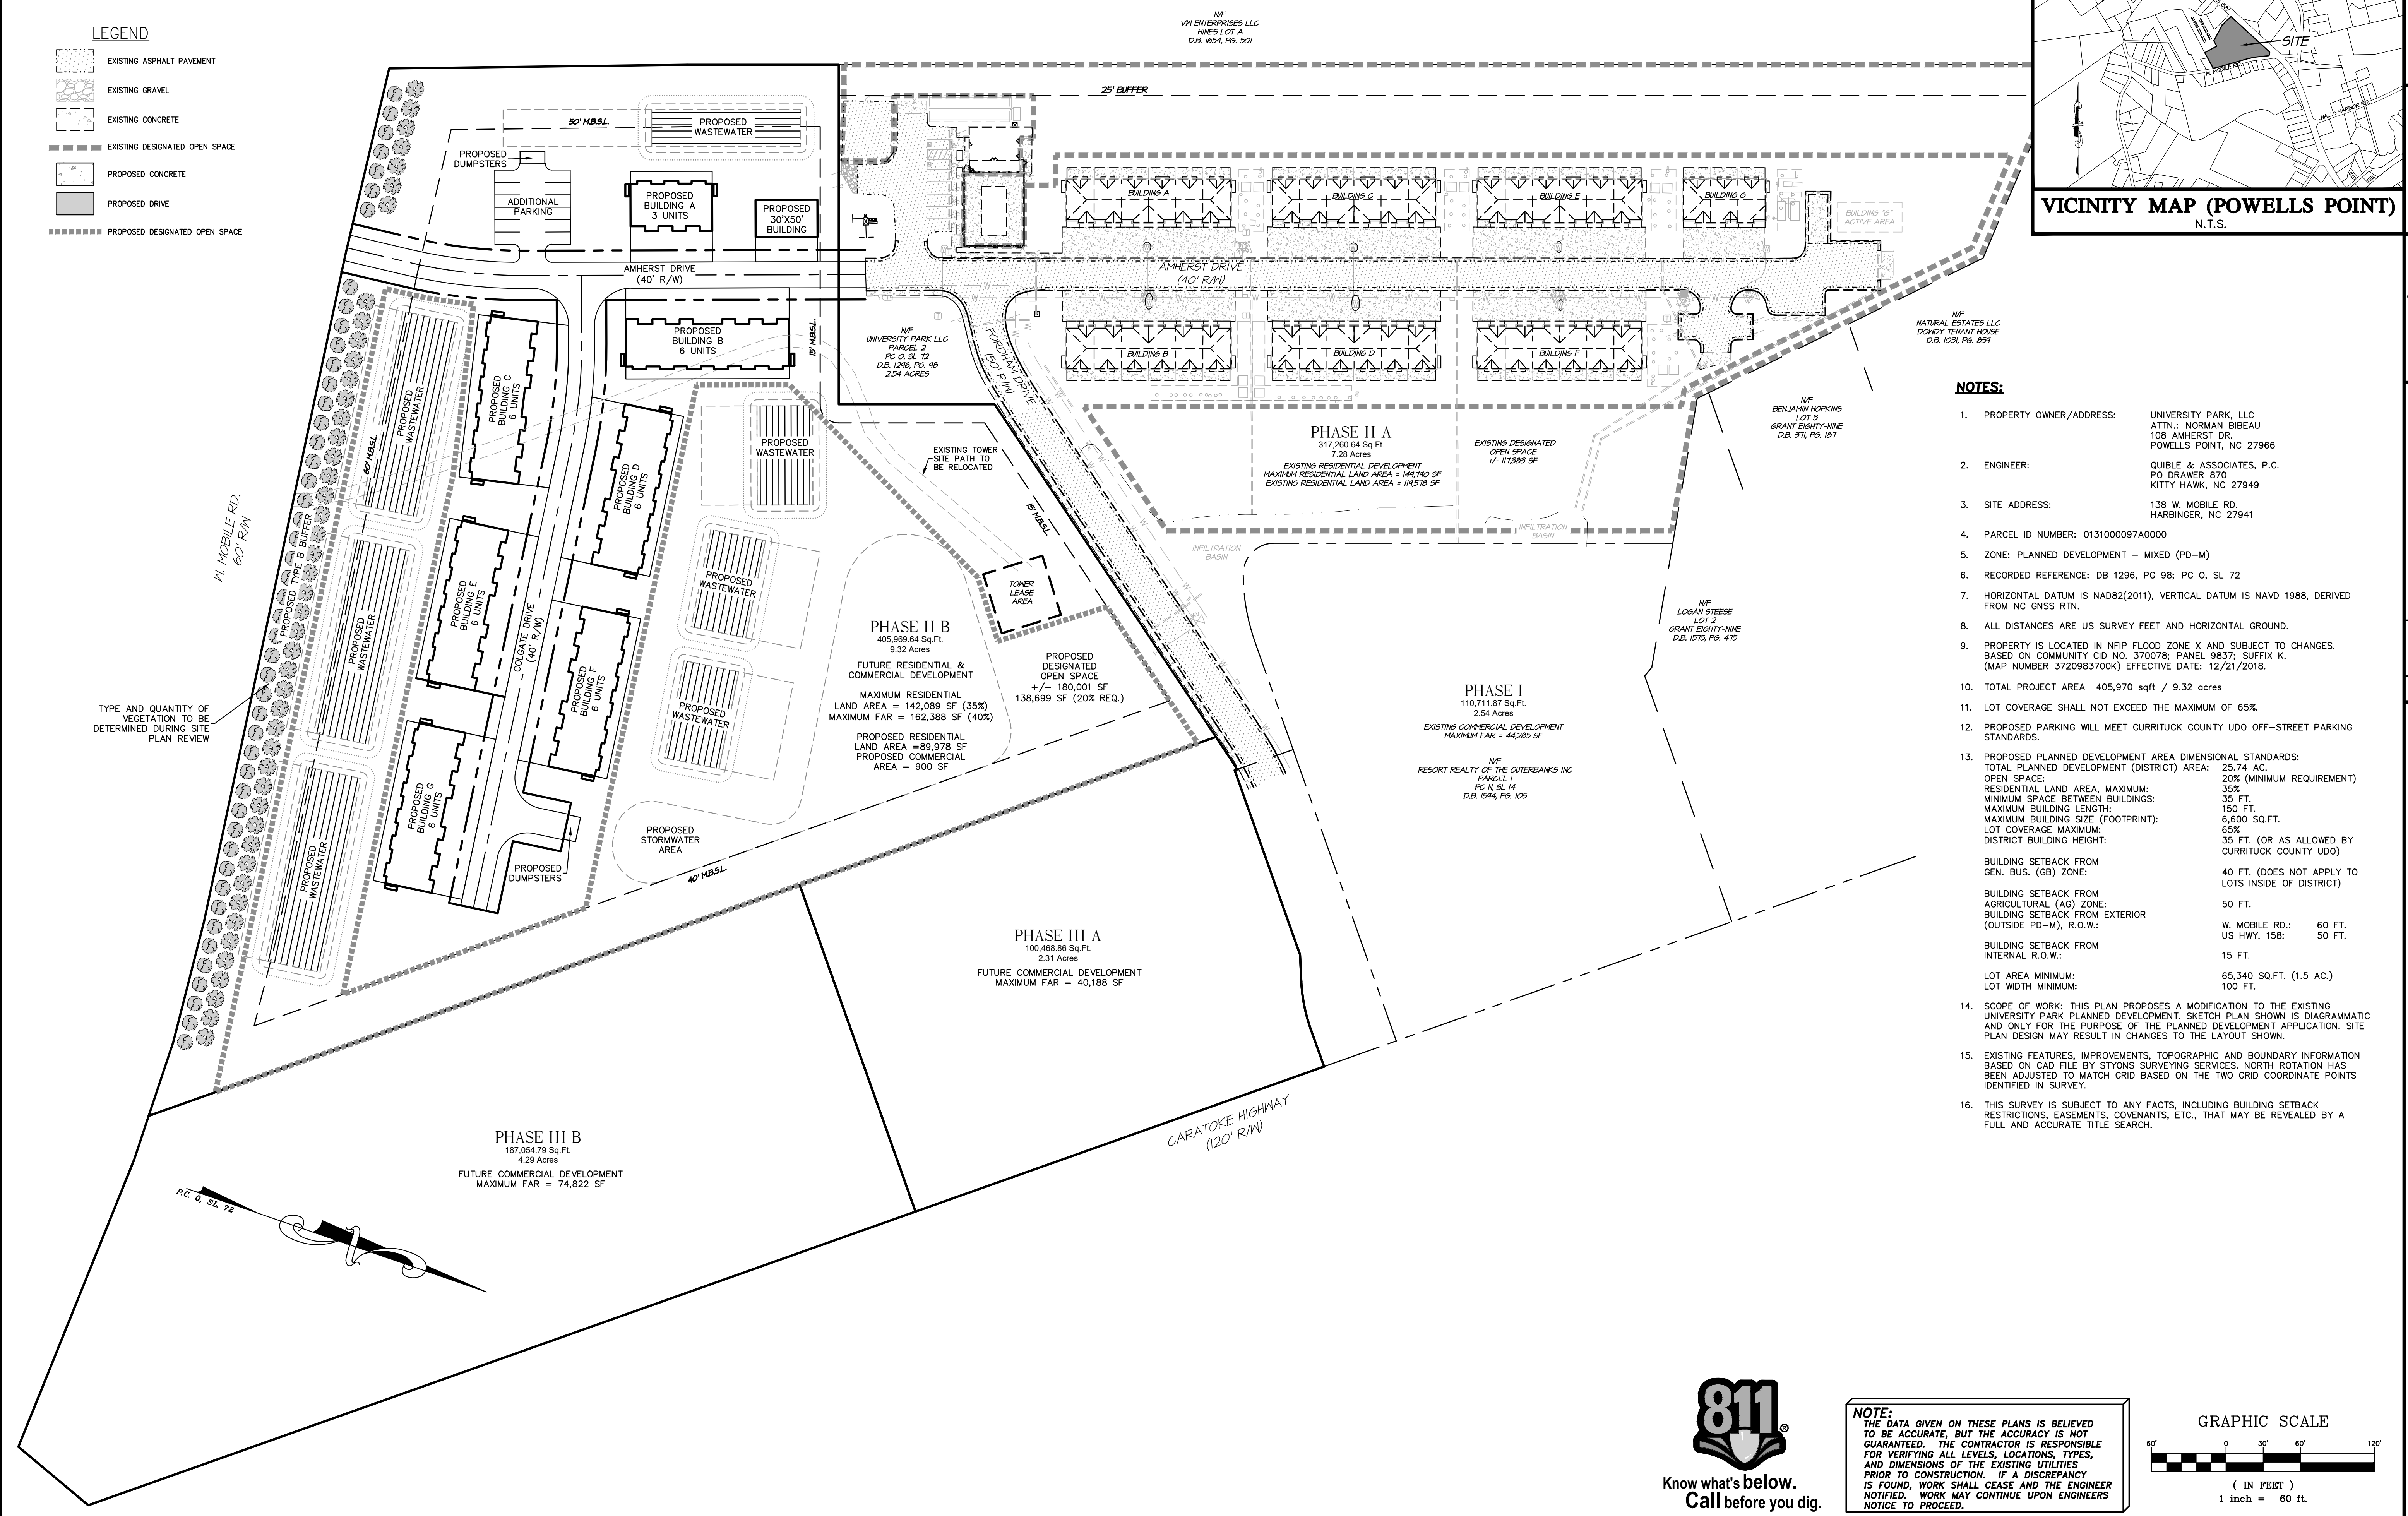 LEGEND
EXISTING ASPHALT PAVEMENT
EXISTING GRAVEL
EXISTING CONCRETE
EXISTING DESIGNATED OPEN SPACE
PROPOSED CONCRETE
PROPOSED DRIVE
PROPOSED DESIGNATED OPEN SPACE
N/F
VW ENTERPRISES LLC
HINES LOT A
D.B. 1654, PG. 501
25' BUFFER
SITE
W. MOBILE RD.
HALLS HARBOR RD.
VICINITY MAP (POWELLS POINT)
N.T.S.
50' M.B.S.L.
PROPOSED
WASTEWATER
PROPOSED
DUMPSTERS
ADDITIONAL
PARKING
PROPOSED
BUILDING A
3 UNITS
PROPOSED
30'X50'
BUILDING
BUILDING A
BUILDING C
BUILDING E
BUILDING G
BUILDING "G"
ACTIVE AREA
AMHERST DRIVE
(40' R/W)
AMHERST DRIVE
(40' R/W)
PROPOSED
BUILDING B
6 UNITS
15' M.B.S.L.
N/F
UNIVERSITY PARK LLC
PARCEL 2
PC O, SL 72
D.B. 1296, PG. 98
2.54 ACRES
FORDHAM DRIVE
(50' R/W)
BUILDING B
BUILDING D
BUILDING F
N/F
NATURAL ESTATES LLC
DOWDY TENANT HOUSE
D.B. 1031, PG. 859
N/F
BENJAMIN HOPKINS
LOT 3
GRANT EIGHTY-NINE
D.B. 371, PG. 187
PROPOSED
WASTEWATER
60' M.B.S.L.
PROPOSED
BUILDING C
6 UNITS
PROPOSED
BUILDING D
6 UNITS
PROPOSED
WASTEWATER
EXISTING TOWER
SITE PATH TO
BE RELOCATED
15' M.B.S.L.
PHASE II A
317,260.64 Sq.Ft.
7.28 Acres
EXISTING RESIDENTIAL DEVELOPMENT
MAXIMUM RESIDENTIAL LAND AREA = 149,790 SF
EXISTING RESIDENTIAL LAND AREA = 119,578 SF
EXISTING DESIGNATED
OPEN SPACE
+/- 117,383 SF
INFILTRATION
BASIN
INFILTRATION
BASIN
W. MOBILE RD.
60' R/W
PROPOSED TYPE B BUFFER
PROPOSED
WASTEWATER
PROPOSED
BUILDING E
6 UNITS
COLGATE DRIVE
(40' R/W)
PROPOSED
BUILDING F
6 UNITS
PROPOSED
WASTEWATER
PROPOSED
WASTEWATER
TOWER
LEASE
AREA
PHASE II B
405,969.64 Sq.Ft.
9.32 Acres
FUTURE RESIDENTIAL &
COMMERCIAL DEVELOPMENT
MAXIMUM RESIDENTIAL
LAND AREA = 142,089 SF (35%)
MAXIMUM FAR = 162,388 SF (40%)
PROPOSED RESIDENTIAL
LAND AREA =89,978 SF
PROPOSED COMMERCIAL
AREA = 900 SF
PROPOSED
DESIGNATED
OPEN SPACE
+/- 180,001 SF
138,699 SF (20% REQ.)
N/F
LOGAN STEESE
LOT 2
GRANT EIGHTY-NINE
D.B. 1575, PG. 475
PHASE I
110,711.87 Sq.Ft.
2.54 Acres
EXISTING COMMERCIAL DEVELOPMENT
MAXIMUM FAR = 44,285 SF
N/F
RESORT REALTY OF THE OUTERBANKS INC
PARCEL 1
PC N, SL 14
D.B. 1594, PG. 105
TYPE AND QUANTITY OF
VEGETATION TO BE
DETERMINED DURING SITE
PLAN REVIEW
PROPOSED
WASTEWATER
PROPOSED
BUILDING G
6 UNITS
PROPOSED
DUMPSTERS
PROPOSED
STORMWATER
AREA
40' M.B.S.L.
PHASE III A
100,468.86 Sq.Ft.
2.31 Acres
FUTURE COMMERCIAL DEVELOPMENT
MAXIMUM FAR = 40,188 SF
PHASE III B
187,054.79 Sq.Ft.
4.29 Acres
FUTURE COMMERCIAL DEVELOPMENT
MAXIMUM FAR = 74,822 SF
CARATOKE HIGHWAY
(120' R/W)
P.C. O, SL. 72
NOTES:
1. PROPERTY OWNER/ADDRESS: UNIVERSITY PARK, LLC
ATTN.: NORMAN BIBEAU
108 AMHERST DR.
POWELLS POINT, NC 27966
2. ENGINEER: QUIBLE & ASSOCIATES, P.C.
PO DRAWER 870
KITTY HAWK, NC 27949
3. SITE ADDRESS: 138 W. MOBILE RD.
HARBINGER, NC 27941
4. PARCEL ID NUMBER: 0131000097A0000
5. ZONE: PLANNED DEVELOPMENT - MIXED (PD-M)
6. RECORDED REFERENCE: DB 1296, PG 98; PC O, SL 72
7. HORIZONTAL DATUM IS NAD82(2011), VERTICAL DATUM IS NAVD 1988, DERIVED
FROM NC GNSS RTN.
8. ALL DISTANCES ARE US SURVEY FEET AND HORIZONTAL GROUND.
9. PROPERTY IS LOCATED IN NFIP FLOOD ZONE X AND SUBJECT TO CHANGES.
BASED ON COMMUNITY CID NO. 370078; PANEL 9837; SUFFIX K.
(MAP NUMBER 3720983700K) EFFECTIVE DATE: 12/21/2018.
10. TOTAL PROJECT AREA 405,970 sqft / 9.32 acres
11. LOT COVERAGE SHALL NOT EXCEED THE MAXIMUM OF 65%.
12. PROPOSED PARKING WILL MEET CURRITUCK COUNTY UDO OFF-STREET PARKING
STANDARDS.
13. PROPOSED PLANNED DEVELOPMENT AREA DIMENSIONAL STANDARDS:
TOTAL PLANNED DEVELOPMENT (DISTRICT) AREA: 25.74 AC.
OPEN SPACE: 20% (MINIMUM REQUIREMENT)
RESIDENTIAL LAND AREA, MAXIMUM: 35%
MINIMUM SPACE BETWEEN BUILDINGS: 35 FT.
MAXIMUM BUILDING LENGTH: 150 FT.
MAXIMUM BUILDING SIZE (FOOTPRINT): 6,600 SQ.FT.
LOT COVERAGE MAXIMUM: 65%
DISTRICT BUILDING HEIGHT: 35 FT. (OR AS ALLOWED BY
CURRITUCK COUNTY UDO)
BUILDING SETBACK FROM
GEN. BUS. (GB) ZONE: 40 FT. (DOES NOT APPLY TO
LOTS INSIDE OF DISTRICT)
BUILDING SETBACK FROM
AGRICULTURAL (AG) ZONE: 50 FT.
BUILDING SETBACK FROM EXTERIOR
(OUTSIDE PD-M), R.O.W.: W. MOBILE RD.: 60 FT.
US HWY. 158: 50 FT.
BUILDING SETBACK FROM
INTERNAL R.O.W.: 15 FT.
LOT AREA MINIMUM: 65,340 SQ.FT. (1.5 AC.)
LOT WIDTH MINIMUM: 100 FT.
14. SCOPE OF WORK: THIS PLAN PROPOSES A MODIFICATION TO THE EXISTING
UNIVERSITY PARK PLANNED DEVELOPMENT. SKETCH PLAN SHOWN IS DIAGRAMMATIC
AND ONLY FOR THE PURPOSE OF THE PLANNED DEVELOPMENT APPLICATION. SITE
PLAN DESIGN MAY RESULT IN CHANGES TO THE LAYOUT SHOWN.
15. EXISTING FEATURES, IMPROVEMENTS, TOPOGRAPHIC AND BOUNDARY INFORMATION
BASED ON CAD FILE BY STYONS SURVEYING SERVICES. NORTH ROTATION HAS
BEEN ADJUSTED TO MATCH GRID BASED ON THE TWO GRID COORDINATE POINTS
IDENTIFIED IN SURVEY.
16. THIS SURVEY IS SUBJECT TO ANY FACTS, INCLUDING BUILDING SETBACK
RESTRICTIONS, EASEMENTS, COVENANTS, ETC., THAT MAY BE REVEALED BY A
FULL AND ACCURATE TITLE SEARCH.
811®
Know what's below.
Call before you dig.
NOTE:
THE DATA GIVEN ON THESE PLANS IS BELIEVED
TO BE ACCURATE, BUT THE ACCURACY IS NOT
GUARANTEED. THE CONTRACTOR IS RESPONSIBLE
FOR VERIFYING ALL LEVELS, LOCATIONS, TYPES,
AND DIMENSIONS OF THE EXISTING UTILITIES
PRIOR TO CONSTRUCTION. IF A DISCREPANCY
IS FOUND, WORK SHALL CEASE AND THE ENGINEER
NOTIFIED. WORK MAY CONTINUE UPON ENGINEERS
NOTICE TO PROCEED.
GRAPHIC SCALE
60' 0 30' 60' 120'
( IN FEET )
1 inch = 60 ft.